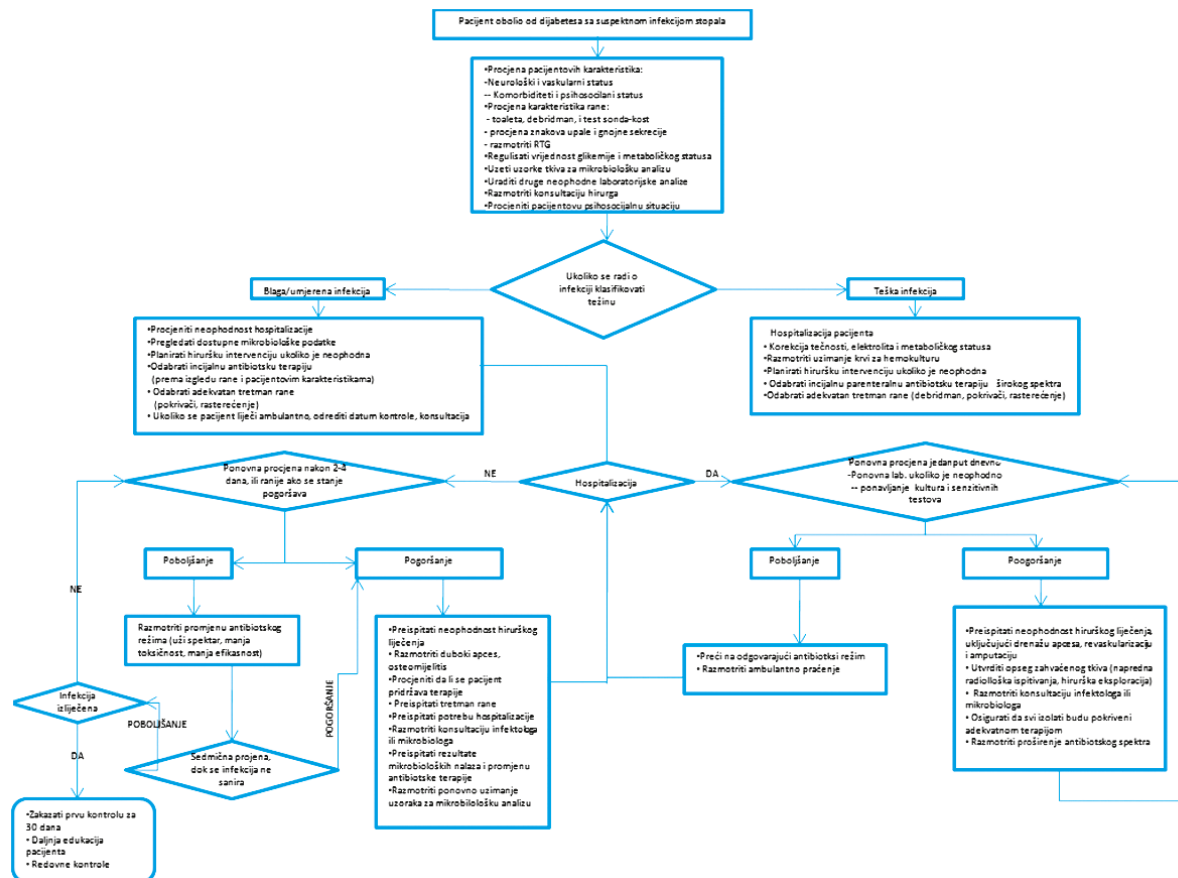 Pacijent obolio od dijabetesa sa suspektnom infekcijom stopala
•Procjena pacijentovih karakteristika:
-Neurološki i vaskularni status
-- Komorbiditeti i psihosocilani status
•Procjena karakteristika rane:
- toaleta, debridman, i test sonda-kost
- procjena znakova upale i gnojne sekrecije
- razmotriti RTG
•Regulisati vrijednost glikemije i metaboličkog statusa
•Uzeti uzorke tkiva za mikrobiološku analizu
•Uraditi druge neophodne laboratorijske analize
•Razmotriti konsultaciju hirurga
•Procieniti pacijentovu psihosocijalnu situaciju
Ukoliko se radi o
infekciji klasifikovati
težinu
Blaga/umjerena infekcija
Teška infekcija
•Procjeniti neophodnost hospitalizacije
•Pregledati dostupne mikrobiološke podatke
•Planirati hiruršku intervenciju ukoliko je neophodna
•Odabrati incijalnu antibiotsku terapiju
(prema izgledu rane i pacijentovim karakteristikama)
• Odabrati adekvatan tretman rane
(pokrivači, rasterećenje)
• Ukoliko se pacijent liječi ambulantno, odrediti datum kontrole, konsultacija
Hospitalizacija pacijenta
• Korekcija tečnosti, elektrolita i metaboličkog statusa
•Razmotriti uzimanje krvi za hemokulturu
•Planirati hiruršku intervenciju ukoliko je neophodna
• Odabrati incijalnu parenteralnu antibiotsku terapiju širokog spektra
•Odabrati adekvatan tretman rane (debridman, pokrivači, rasterećenje)
Ponovna procjena nakon 2-4
dana, ili ranije ako se stanje
pogoršava
NE
Hospitalizacija
DA
Ponovna procjena jedanput dnevno
-Ponovna lab. ukoliko je neophodno
-- ponavljanje kultura i senzitivnih
testova
Poboljšanje
Pogoršanje
Poboljšanje
Poogoršanje
NE
Razmotriti promjenu antibiotskog
režima (uži spektar, manja
toksičnost, manja efikasnost)
POGORŠANJE
•Preispitati neophodnost hirurškog
liječenja
• Razmotriti duboki apces,
osteomijelitis
•Procjeniti da li se pacijent
pridržava terapije
• Preispitati tretman rane
•Preispitati potrebu hospitalizacije
•Razmotriti konsultaciju infektologa
ili mikrobiologa
•Preispitati rezultate
mikrobioloških nalaza i promjenu
antibiotske terapije
•Razmotriti ponovno uzimanje
uzoraka za mikrobilološku analizu
• Preći na odgovarajući antibiotksi režim
• Razmotriti ambulantno praćenje
•Preispitati neophodnost hirurškog liječenja,
uključujući drenažu apcesa, revaskularizaciju
i amputaciju
• Utvrditi opseg zahvaćenog tkiva (napredna
radiolloška ispitivanja, hirurška eksploracija)
• Razmotriti konsultaciju infektologa ili
mikrobiologa
• Osigurati da svi izolati budu pokriveni
adekvatnom terapijom
• Razmotriti proširenje antibiotskog spektra
Infekcija
izliječena
POBOLJŠANJE
DA
Sedmična projena,
dok se infekcija ne
sanira
•Zakazati prvu kontrolu za
30 dana
• Daljnja edukacija
pacijenta
• Redovne kontrole